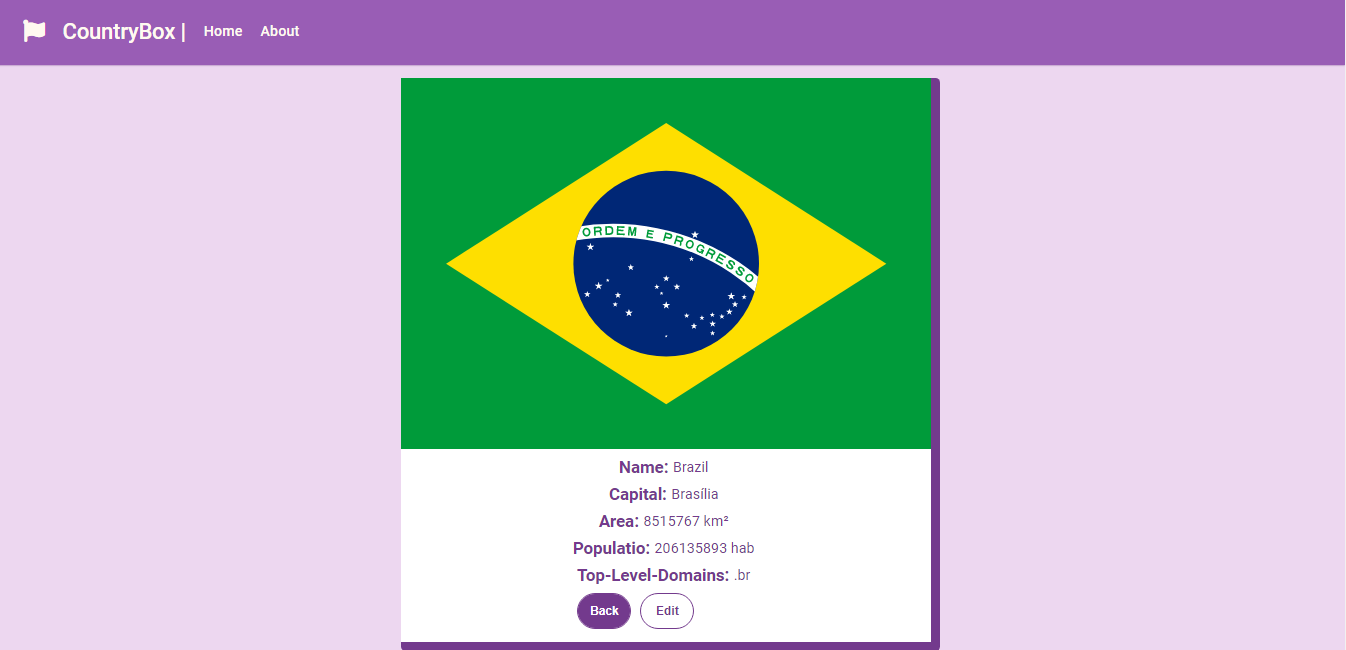 CountryBox | Home About
ORDEM E PROGRESSO
Name: Brazil
Capital: Brasília
Area: 8515767 km²
Populatio: 206135893 hab
Top-Level-Domains: .br
Back Edit